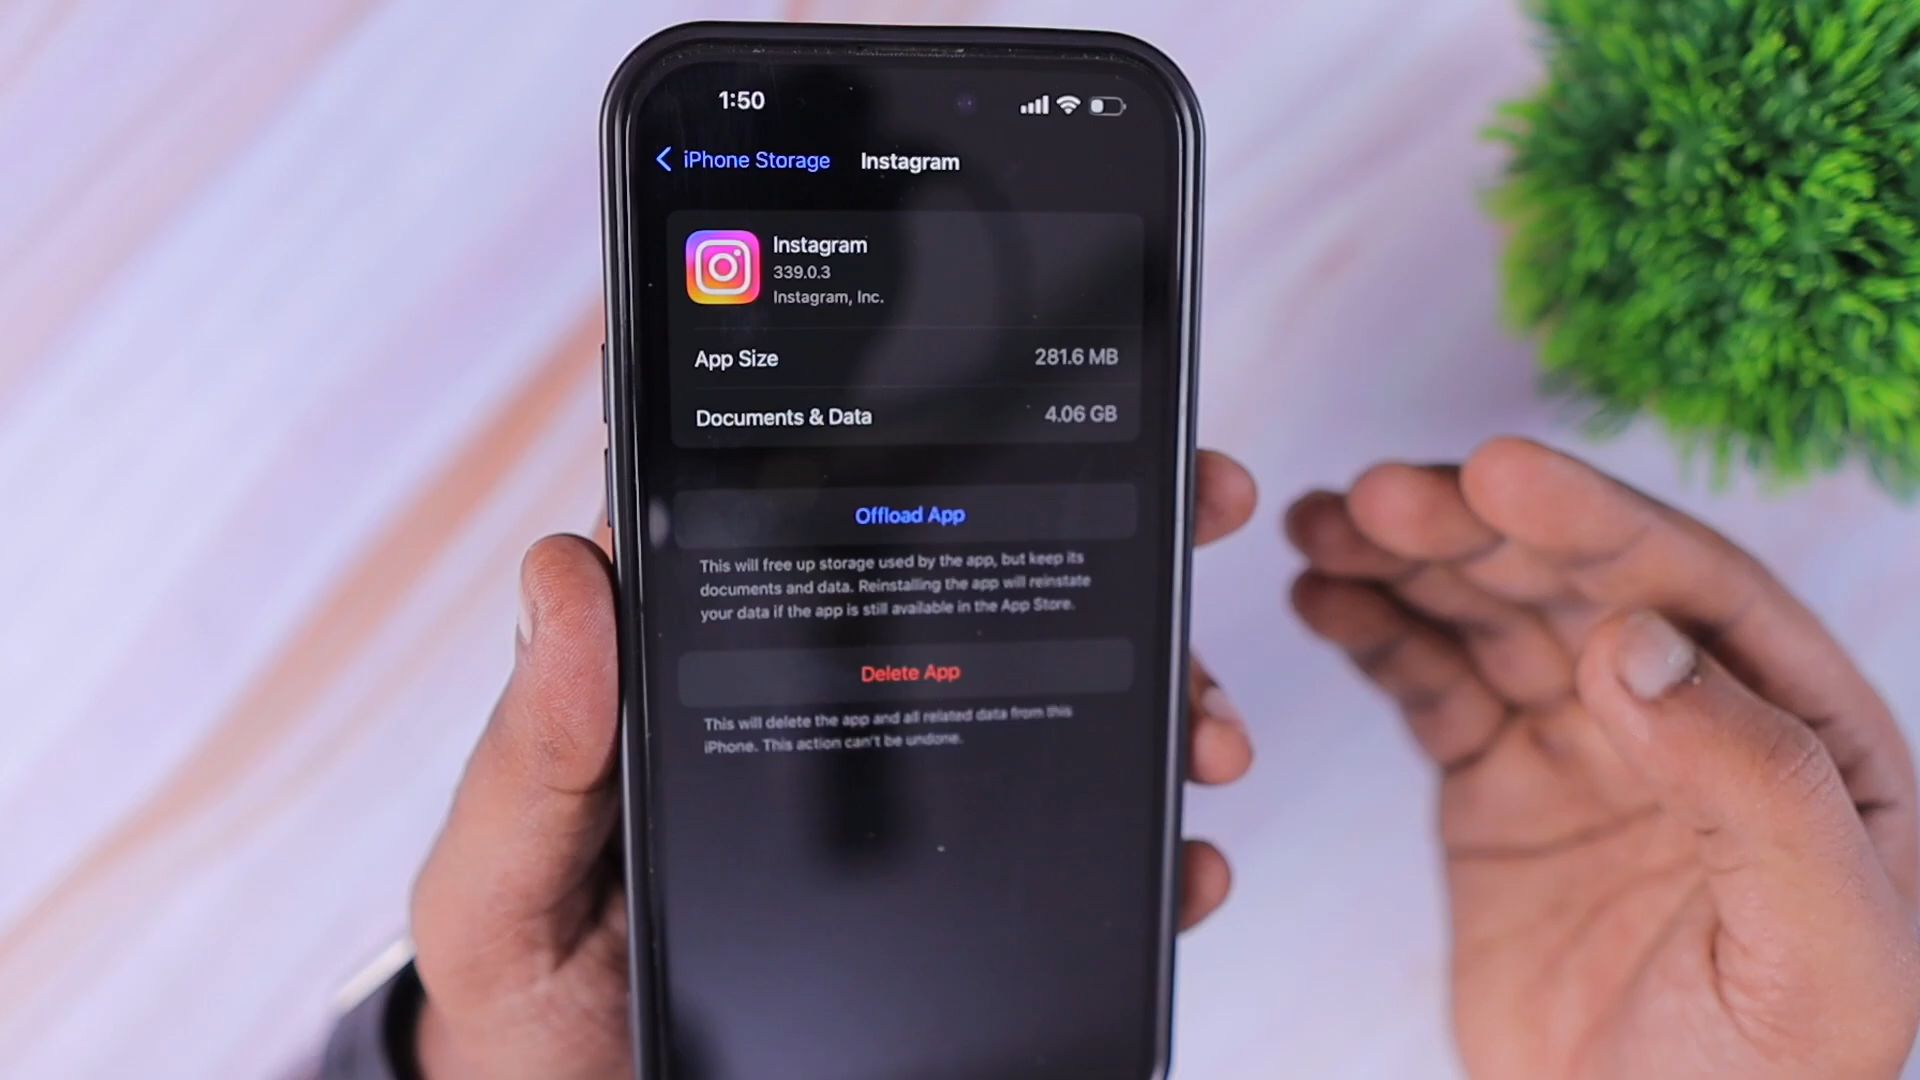 1:50
iPhone Storage Instagram
Instagram
339.0.3
Instagram, Inc.
App Size 281.6 MB
Documents & Data 4.06 GB
Offload App
This will free up storage used by the app, but keep its
documents and data. Reinstalling the app will reinstate
your data if the app is still available in the App Store.
Delete App
This will delete the app and all related data from this
iPhone. This action can't be undone.